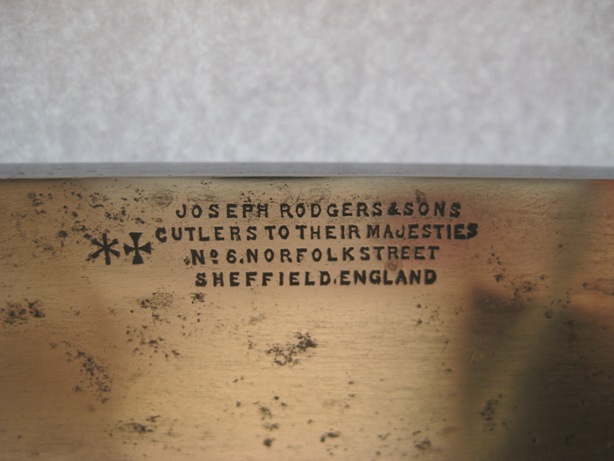 JOSEPH RODGERS & SONS
CUTLERS TO THEIR MAJESTIES
No 6. NORFOLK STREET
SHEFFIELD. ENGLAND